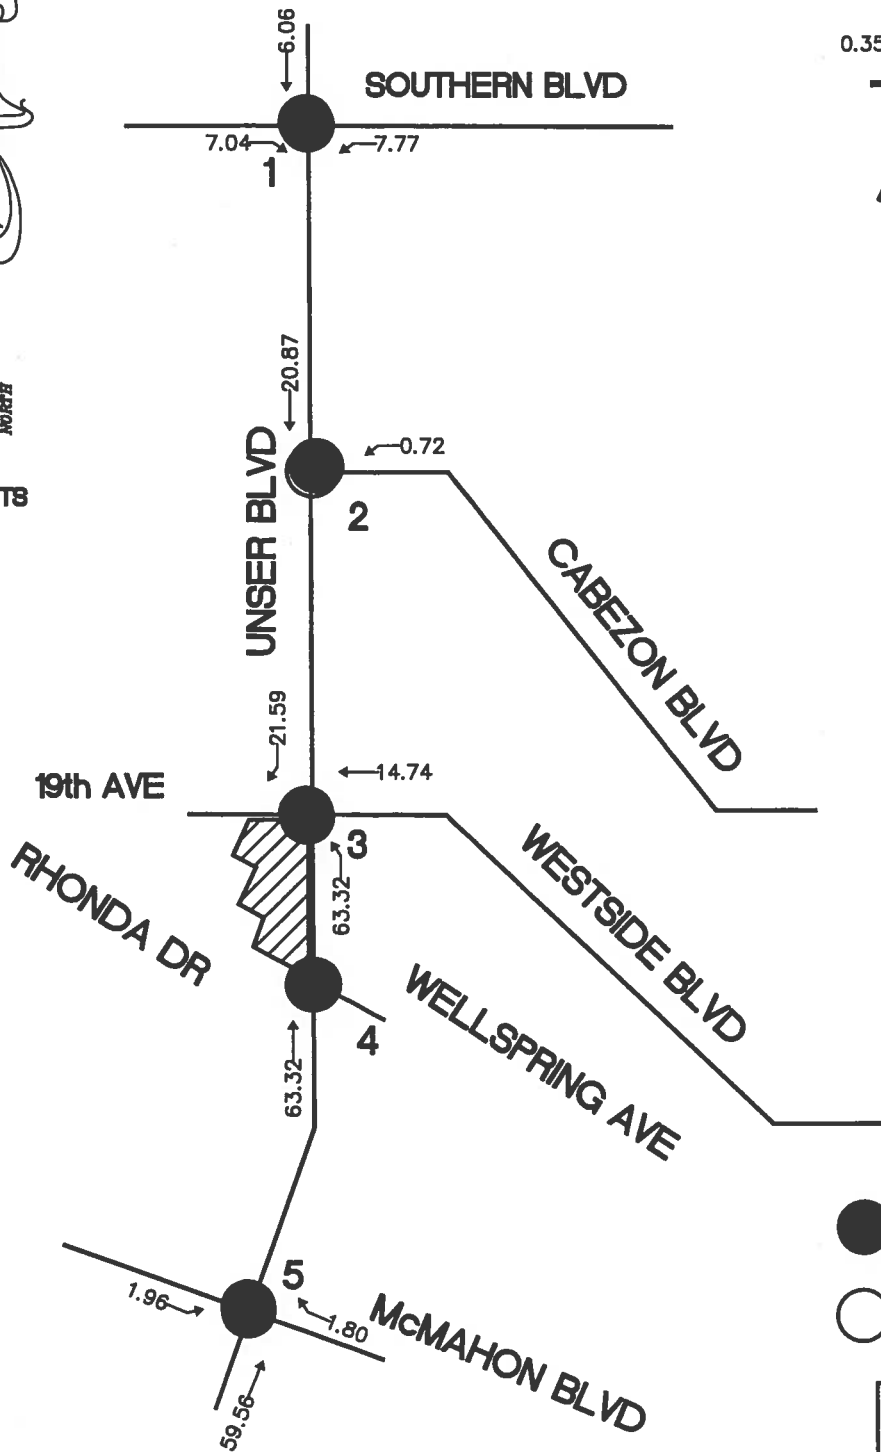 6.06
0.35
SOUTHERN BLVD
7.04
7.77
1
20.87
NORTH
0.72
UNSER BLVD
TS
2
CABEZON BLVD
21.59
14.74
19th AVE
3
RHONDA DR
63.32
WESTSIDE BLVD
WELLSPRING AVE
4
63.32
5
1.96
1.80
McMAHON BLVD
59.56